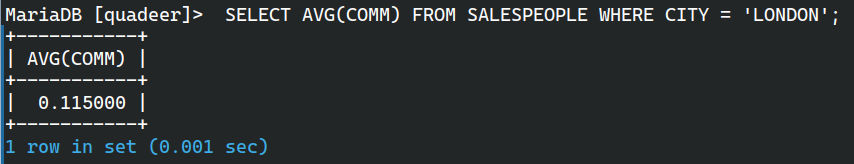 MariaDB [quadeer]>  SELECT AVG(COMM) FROM SALESPEOPLE WHERE CITY = 'LONDON';
+-----------+
| AVG(COMM) |
+-----------+
|  0.115000 |
+-----------+
1 row in set (0.001 sec)